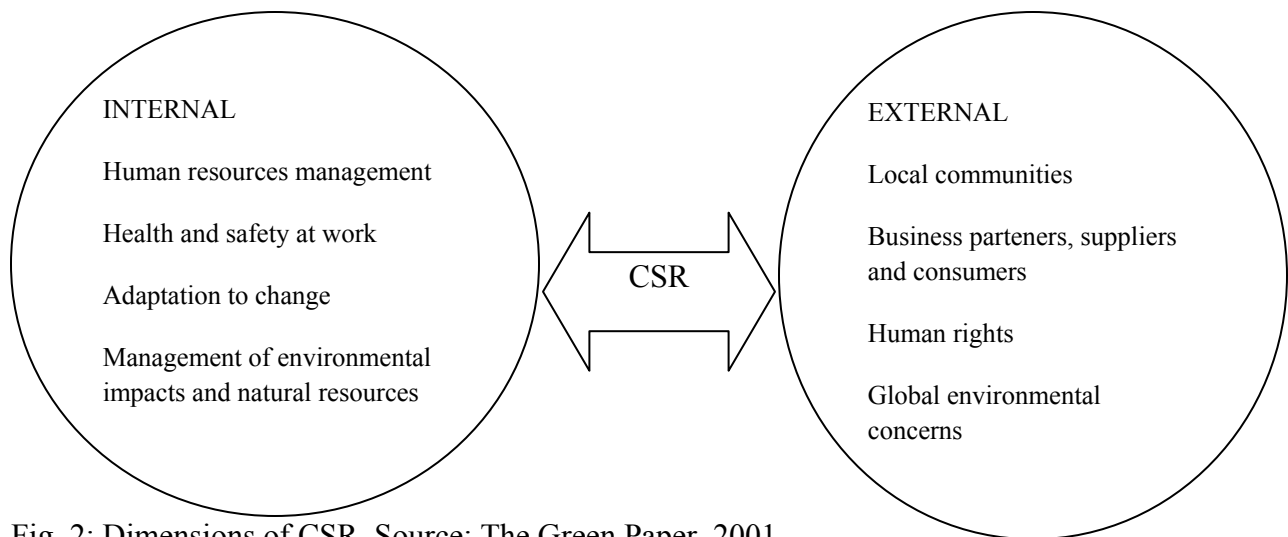 INTERNAL
Human resources management
Health and safety at work
Adaptation to change
Management of environmental
impacts and natural resources
CSR
EXTERNAL
Local communities
Business parteners, suppliers
and consumers
Human rights
Global environmental
concerns
Fig. 2: Dimensions of CSR. Source: The Green Paper, 2001